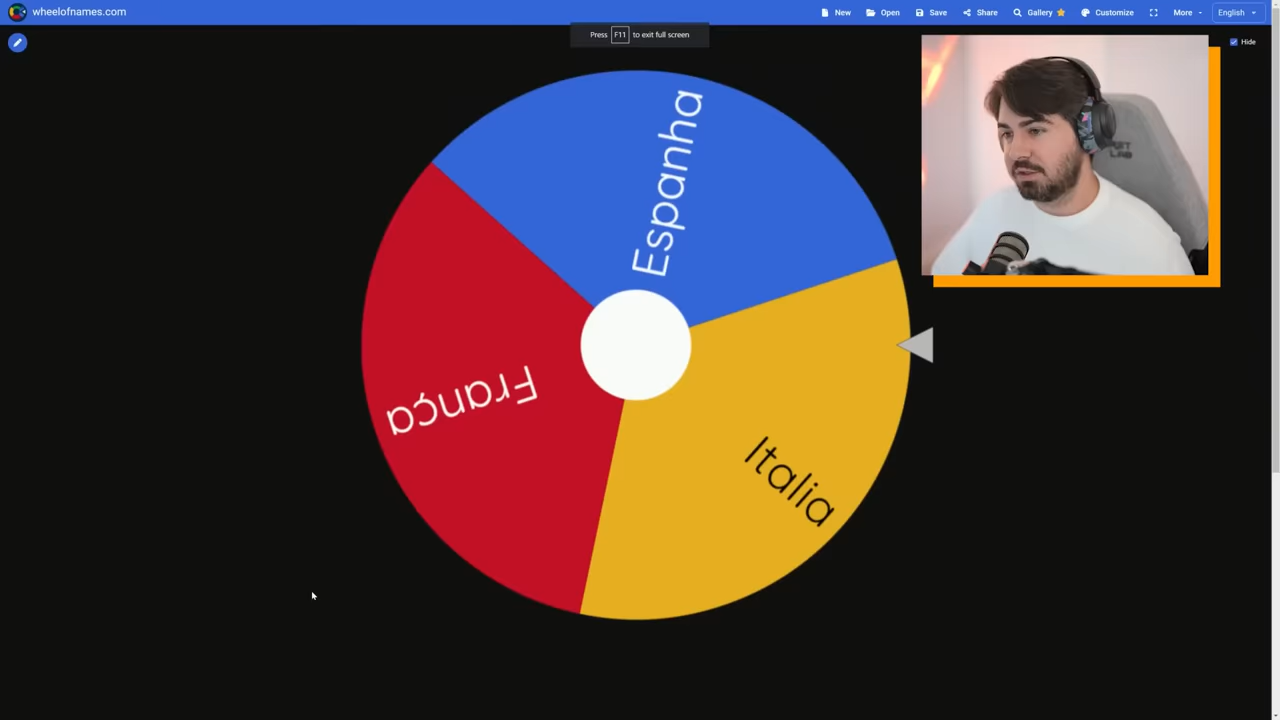 wheelofnames.com
New
Open
Save
Share
Gallery
Customize
More
English
Press F11 to exit full screen
Hide
Espanha
França
Italia